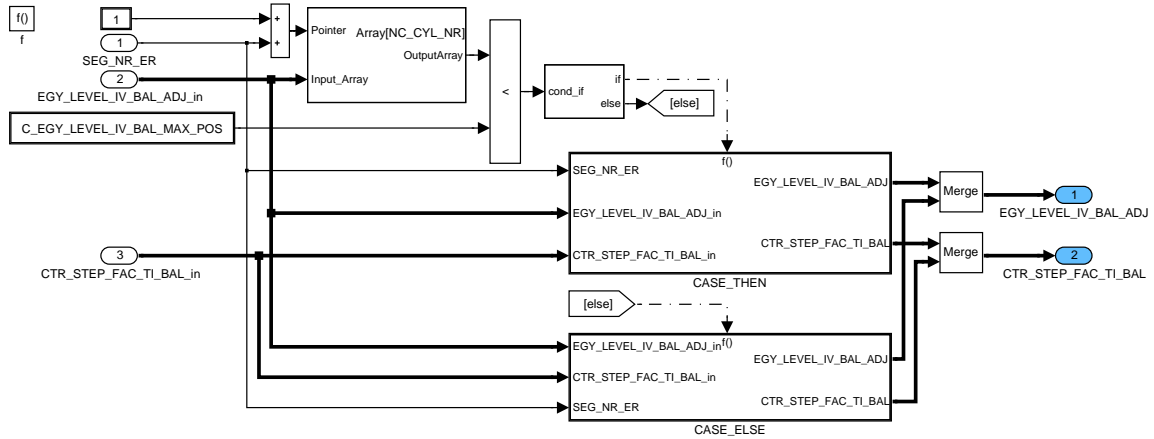 f()
f
1
+
+
1
SEG_NR_ER
2
EGY_LEVEL_IV_BAL_ADJ_in
C_EGY_LEVEL_IV_BAL_MAX_POS
Pointer
Array[NC_CYL_NR]
OutputArray
Input_Array
<
cond_if
if
else
[else]
f()
SEG_NR_ER
EGY_LEVEL_IV_BAL_ADJ
EGY_LEVEL_IV_BAL_ADJ_in
CTR_STEP_FAC_TI_BAL
CTR_STEP_FAC_TI_BAL_in
CASE_THEN
Merge
1
EGY_LEVEL_IV_BAL_ADJ
Merge
2
CTR_STEP_FAC_TI_BAL
3
CTR_STEP_FAC_TI_BAL_in
[else]
f()
EGY_LEVEL_IV_BAL_ADJ_in
EGY_LEVEL_IV_BAL_ADJ
CTR_STEP_FAC_TI_BAL_in
CTR_STEP_FAC_TI_BAL
SEG_NR_ER
CASE_ELSE